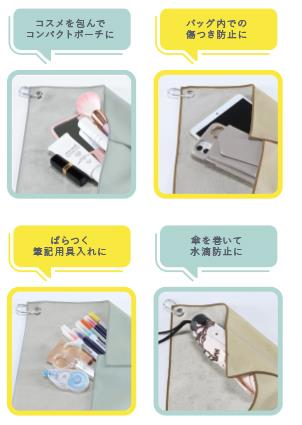 コスメを包んで
コンパクトポーチに
バッグ内での
傷つき防止に
ばらつく
筆記用具入れに
傘を巻いて
水滴防止に